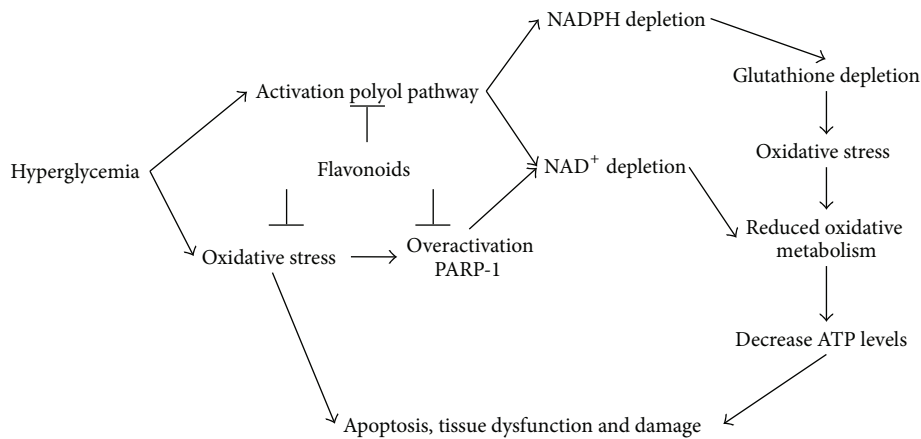 NADPH depletion
Activation polyol pathway
Glutathione depletion
Hyperglycemia
Flavonoids
NAD⁺ depletion
Oxidative stress
Oxidative stress
Overactivation
PARP-1
Reduced oxidative
metabolism
Decrease ATP levels
Apoptosis, tissue dysfunction and damage